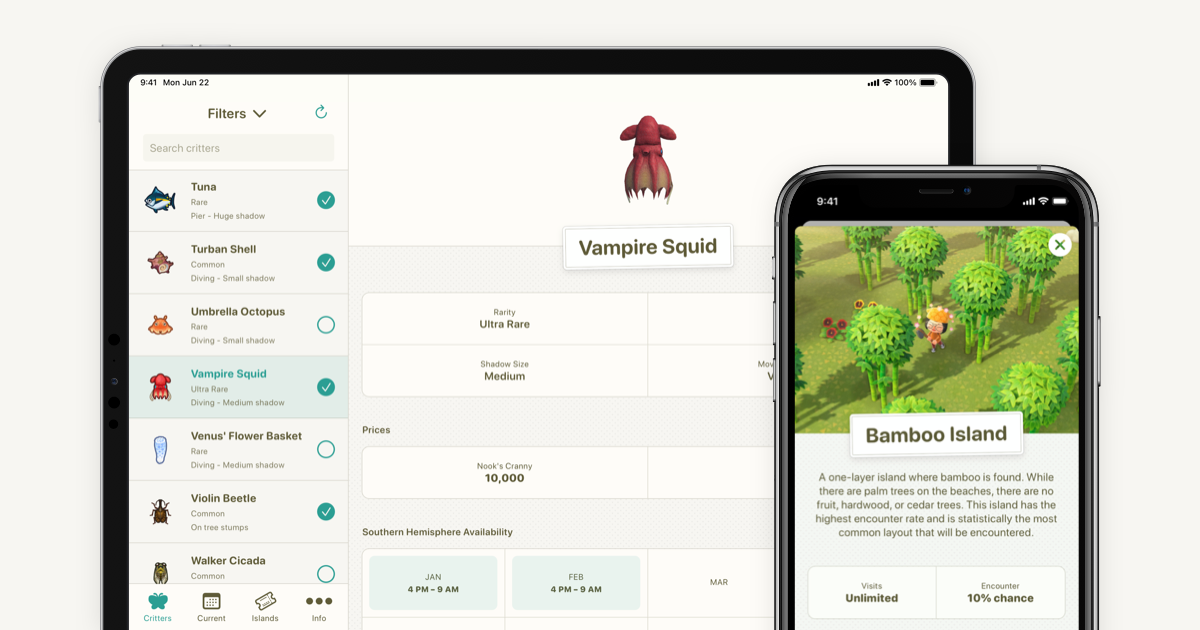 9:41 Mon Jun 22
100%
Filters
Search critters
Tuna
Rare
Pier - Huge shadow
Turban Shell
Common
Diving - Small shadow
Umbrella Octopus
Rare
Diving - Small shadow
Vampire Squid
Ultra Rare
Diving - Medium shadow
Venus' Flower Basket
Rare
Diving - Medium shadow
Violin Beetle
Common
On tree stumps
Walker Cicada
Common
Critters
Current
Islands
Info
Vampire Squid
Rarity
Ultra Rare
Shadow Size
Medium
Mov
V
Prices
Nook's Cranny
10,000
Southern Hemisphere Availability
JAN
4 PM – 9 AM
FEB
4 PM – 9 AM
MAR
9:41
Bamboo Island
A one-layer island where bamboo is found. While
there are palm trees on the beaches, there are no
fruit, hardwood, or cedar trees. This island has the
highest encounter rate and is statistically the most
common layout that will be encountered.
Visits
Unlimited
Encounter
10% chance